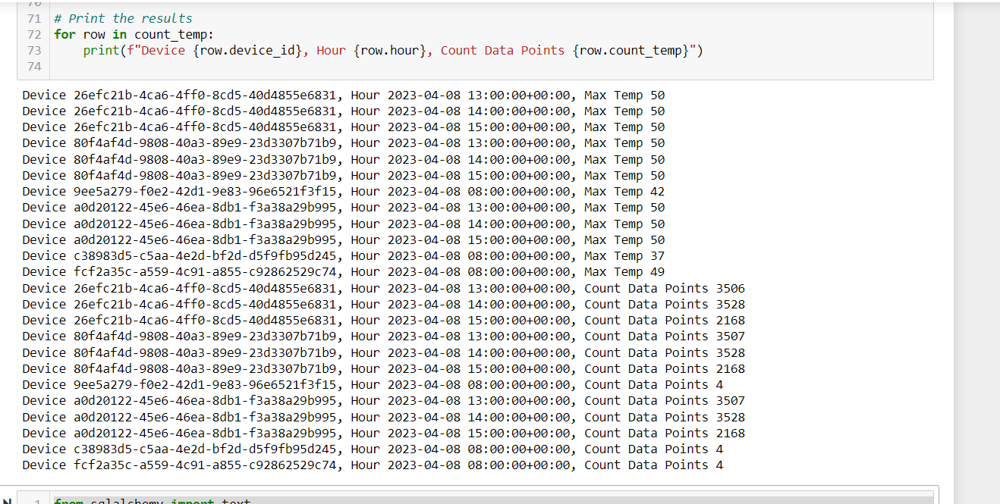 70
71 # Print the results
72 for row in count_temp:
73     print(f"Device {row.device_id}, Hour {row.hour}, Count Data Points {row.count_temp}")
74
Device 26efc21b-4ca6-4ff0-8cd5-40d4855e6831, Hour 2023-04-08 13:00:00+00:00, Max Temp 50
Device 26efc21b-4ca6-4ff0-8cd5-40d4855e6831, Hour 2023-04-08 14:00:00+00:00, Max Temp 50
Device 26efc21b-4ca6-4ff0-8cd5-40d4855e6831, Hour 2023-04-08 15:00:00+00:00, Max Temp 50
Device 80f4af4d-9808-40a3-89e9-23d3307b71b9, Hour 2023-04-08 13:00:00+00:00, Max Temp 50
Device 80f4af4d-9808-40a3-89e9-23d3307b71b9, Hour 2023-04-08 14:00:00+00:00, Max Temp 50
Device 80f4af4d-9808-40a3-89e9-23d3307b71b9, Hour 2023-04-08 15:00:00+00:00, Max Temp 50
Device 9ee5a279-f0e2-42d1-9e83-96e6521f3f15, Hour 2023-04-08 08:00:00+00:00, Max Temp 42
Device a0d20122-45e6-46ea-8db1-f3a38a29b995, Hour 2023-04-08 13:00:00+00:00, Max Temp 50
Device a0d20122-45e6-46ea-8db1-f3a38a29b995, Hour 2023-04-08 14:00:00+00:00, Max Temp 50
Device a0d20122-45e6-46ea-8db1-f3a38a29b995, Hour 2023-04-08 15:00:00+00:00, Max Temp 50
Device c38983d5-c5aa-4e2d-bf2d-d5f9fb95d245, Hour 2023-04-08 08:00:00+00:00, Max Temp 37
Device fcf2a35c-a559-4c91-a855-c92862529c74, Hour 2023-04-08 08:00:00+00:00, Max Temp 49
Device 26efc21b-4ca6-4ff0-8cd5-40d4855e6831, Hour 2023-04-08 13:00:00+00:00, Count Data Points 3506
Device 26efc21b-4ca6-4ff0-8cd5-40d4855e6831, Hour 2023-04-08 14:00:00+00:00, Count Data Points 3528
Device 26efc21b-4ca6-4ff0-8cd5-40d4855e6831, Hour 2023-04-08 15:00:00+00:00, Count Data Points 2168
Device 80f4af4d-9808-40a3-89e9-23d3307b71b9, Hour 2023-04-08 13:00:00+00:00, Count Data Points 3507
Device 80f4af4d-9808-40a3-89e9-23d3307b71b9, Hour 2023-04-08 14:00:00+00:00, Count Data Points 3528
Device 80f4af4d-9808-40a3-89e9-23d3307b71b9, Hour 2023-04-08 15:00:00+00:00, Count Data Points 2168
Device 9ee5a279-f0e2-42d1-9e83-96e6521f3f15, Hour 2023-04-08 08:00:00+00:00, Count Data Points 4
Device a0d20122-45e6-46ea-8db1-f3a38a29b995, Hour 2023-04-08 13:00:00+00:00, Count Data Points 3507
Device a0d20122-45e6-46ea-8db1-f3a38a29b995, Hour 2023-04-08 14:00:00+00:00, Count Data Points 3528
Device a0d20122-45e6-46ea-8db1-f3a38a29b995, Hour 2023-04-08 15:00:00+00:00, Count Data Points 2168
Device c38983d5-c5aa-4e2d-bf2d-d5f9fb95d245, Hour 2023-04-08 08:00:00+00:00, Count Data Points 4
Device fcf2a35c-a559-4c91-a855-c92862529c74, Hour 2023-04-08 08:00:00+00:00, Count Data Points 4
1 from sqlalchemy import text